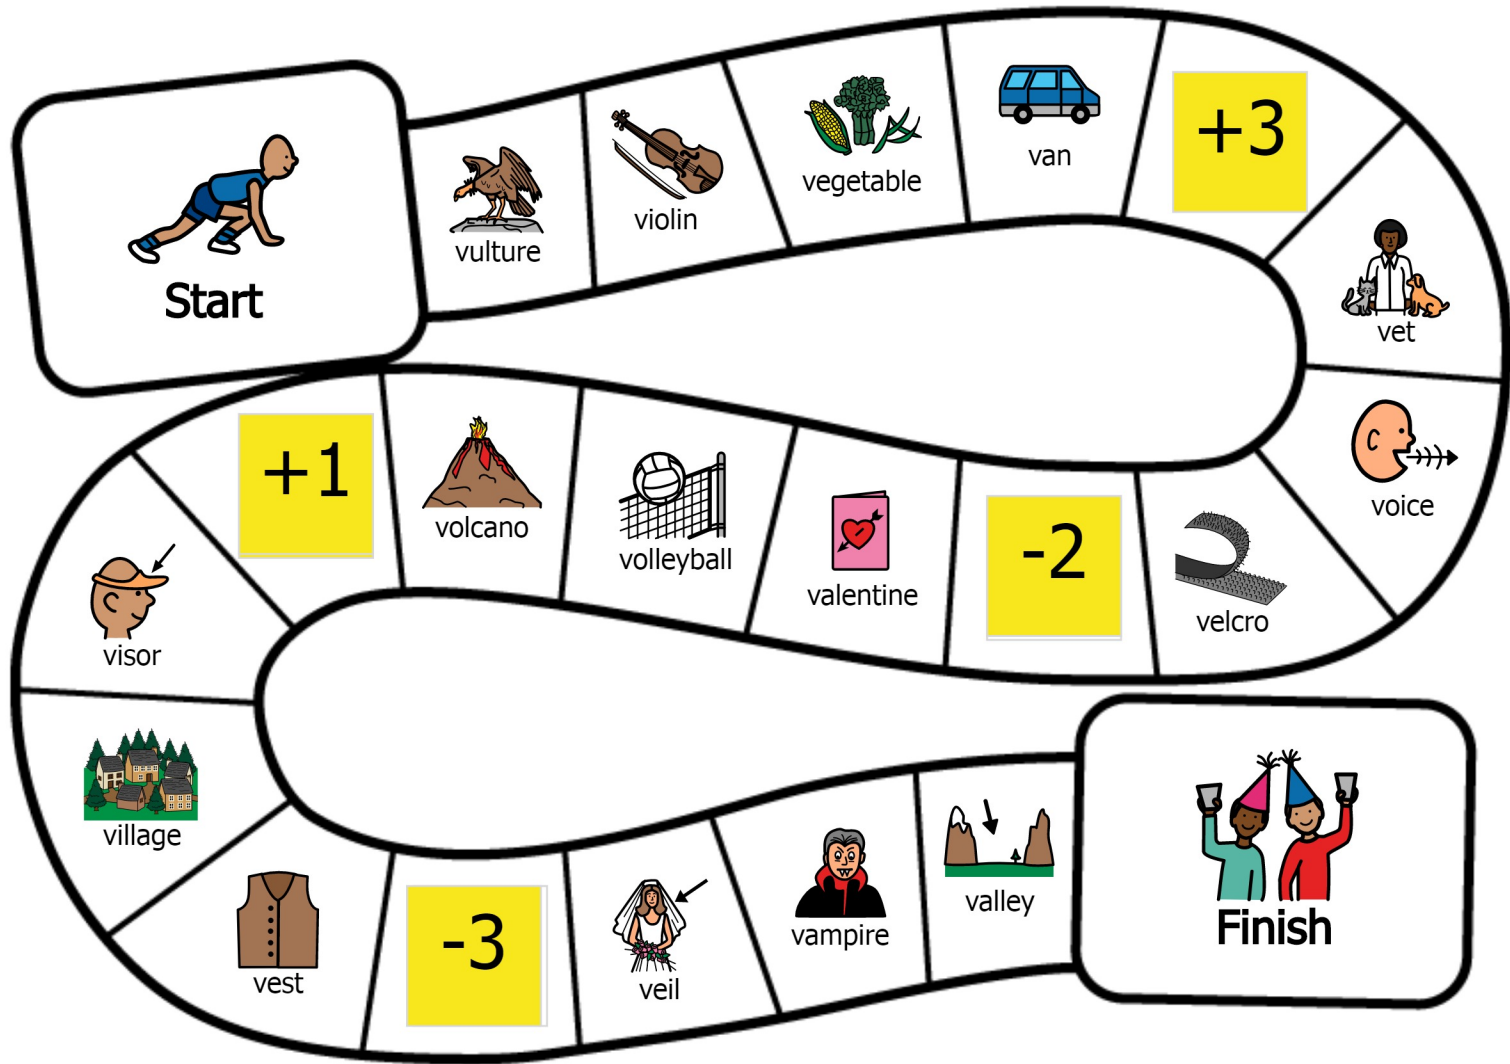 Start
vulture
violin
vegetable
van
+3
vet
voice
velcro
-2
valentine
volleyball
volcano
+1
visor
village
vest
-3
veil
vampire
valley
Finish